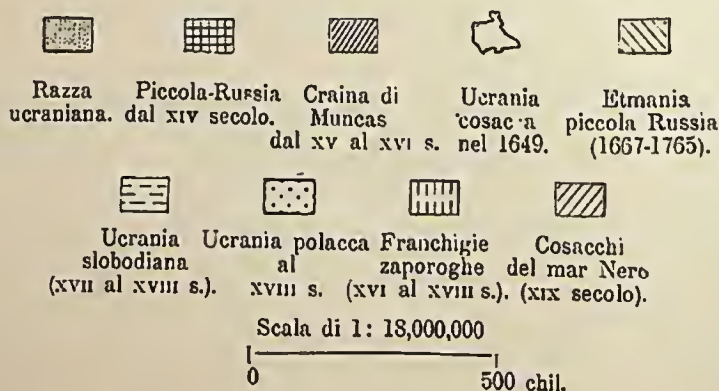 Razza ucraniana.
Piccola-Russia dal XIV secolo.
Craina di Muncas dal XV al XVI s.
Ucrania cosac·a nel 1649.
Etmania piccola Russia (1667-1765).
Ucrania slobodiana (XVII al XVIII s.).
Ucrania polacca al XVIII s.
Franchigie zaporoghe (XVI al XVIII s.).
Cosacchi del mar Nero (XIX secolo).
Scala di 1: 18,000,000
0 500 chil.